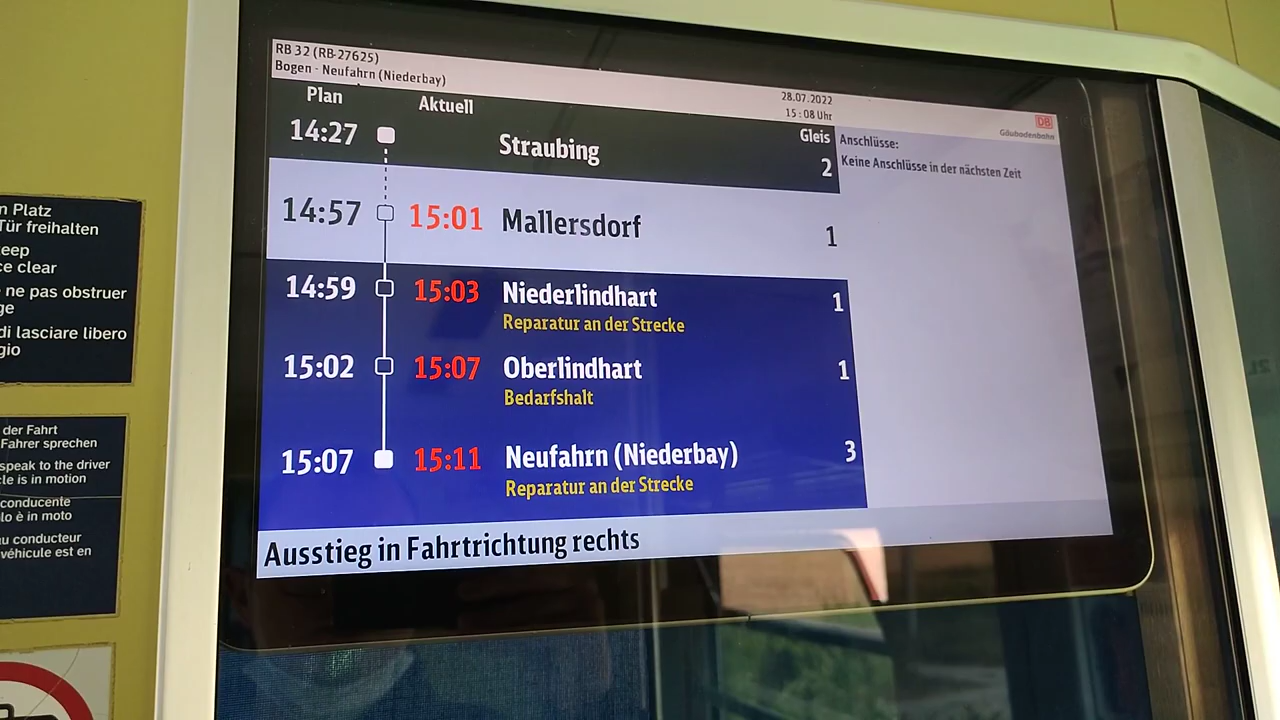 RB 32 (RB-27625)
Bogen - Neufahrn (Niederbay)
28.07.2022
15:08 Uhr
DB
Gäubodenbahn
Plan Aktuell Gleis
14:27 Straubing 2
14:57 15:01 Mallersdorf 1
14:59 15:03 Niederlindhart 1
Reparatur an der Strecke
15:02 15:07 Oberlindhart 1
Bedarfshalt
15:07 15:11 Neufahrn (Niederbay) 3
Reparatur an der Strecke
Anschlüsse:
Keine Anschlüsse in der nächsten Zeit
Ausstieg in Fahrtrichtung rechts
n Platz
Tür freihalten
eep
ce clear
ne pas obstruer
ge
di lasciare libero
gio
der Fahrt
Fahrer sprechen
speak to the driver
cle is in motion
conducente
lo è in moto
au conducteur
véhicule est en